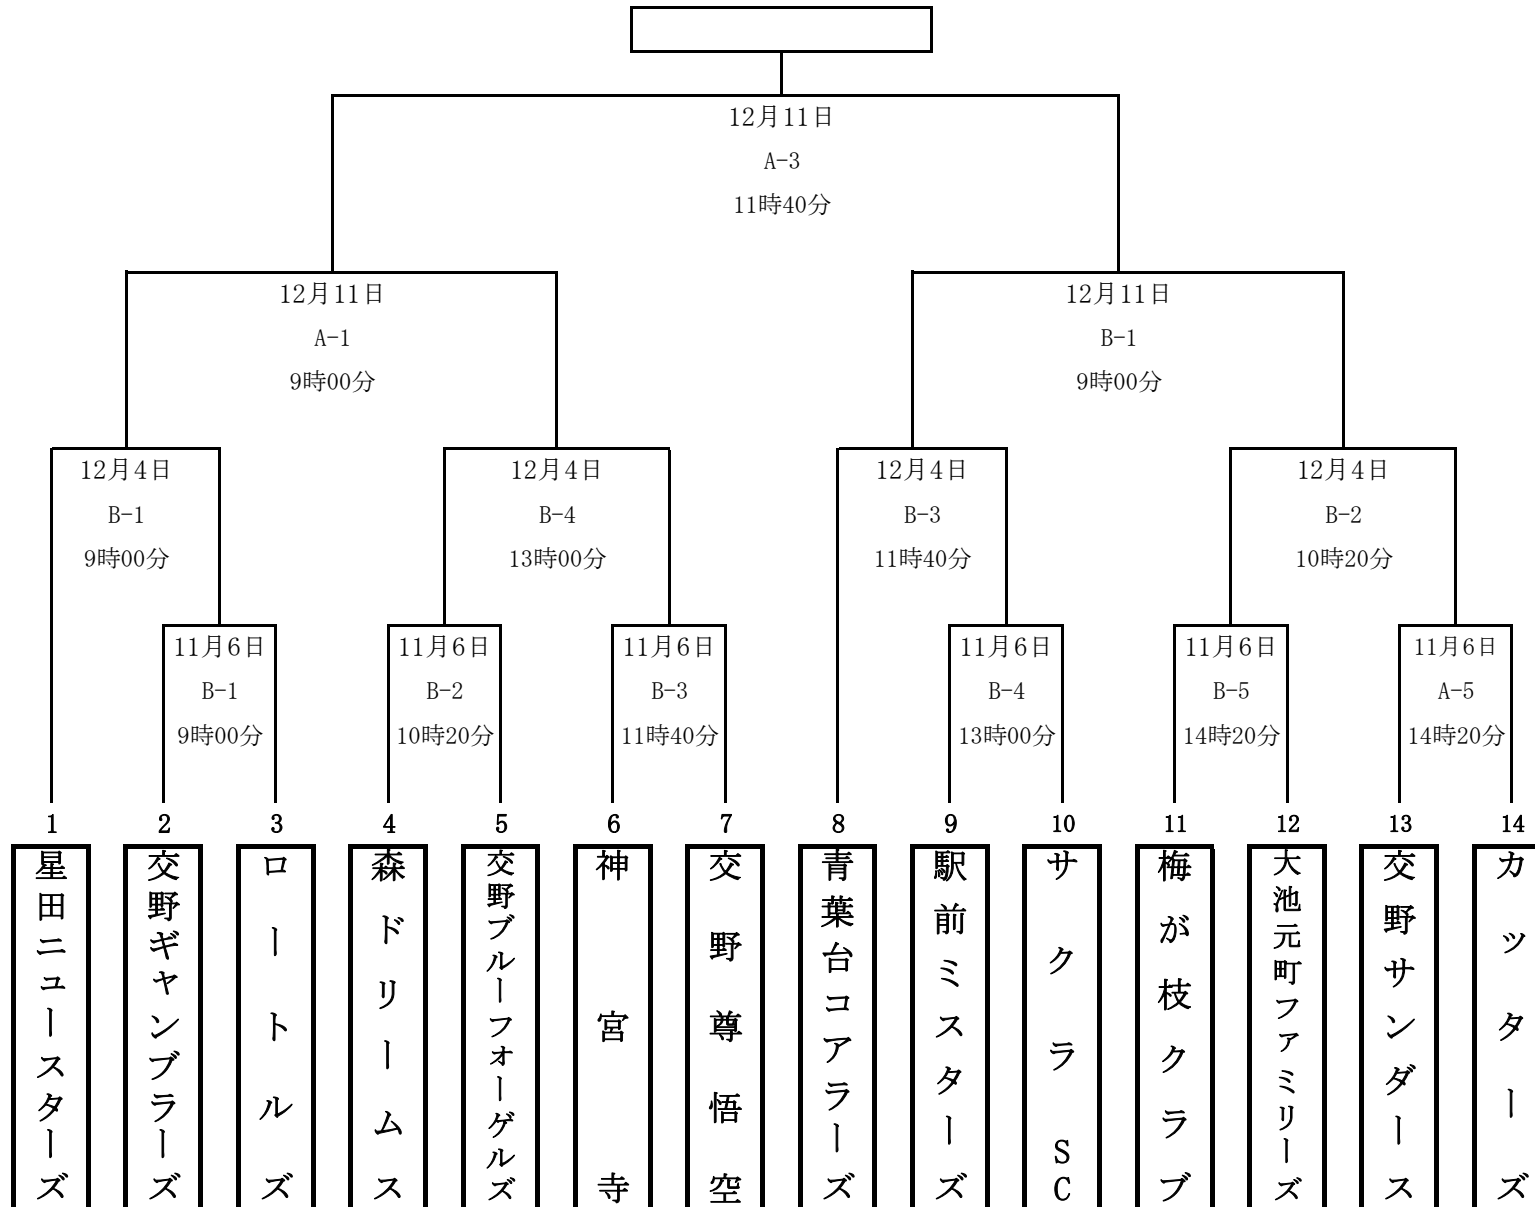 12月11日
A-3
11時40分
12月11日
A-1
9時00分
12月11日
B-1
9時00分
12月4日
B-1
9時00分
12月4日
B-4
13時00分
12月4日
B-3
11時40分
12月4日
B-2
10時20分
11月6日
B-1
9時00分
11月6日
B-2
10時20分
11月6日
B-3
11時40分
11月6日
B-4
13時00分
11月6日
B-5
14時20分
11月6日
A-5
14時20分
1
星田ニュースターズ
2
交野ギャンブラーズ
3
ロートルズ
4
森ドリームス
5
交野ブルーフォーゲルズ
6
神宮寺
7
交野尊悟空
8
青葉台コアラーズ
9
駅前ミスターズ
10
サクラSC
11
梅が枝クラブ
12
大池元町ファミリーズ
13
交野サンダース
14
カッターズ